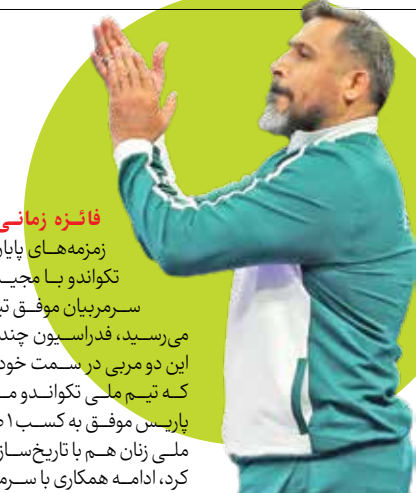 فائزه زمانی
زمزمه‌های پایان
تکواندو با مجید
سرمربیان موفق
می‌رسید، فدراسیون چند
این دو مربی در سمت خود
که تیم ملی تکواندو
پاریس موفق به کسب ۱
ملی زنان هم با تاریخ‌ساز
کرد، ادامه همکاری با